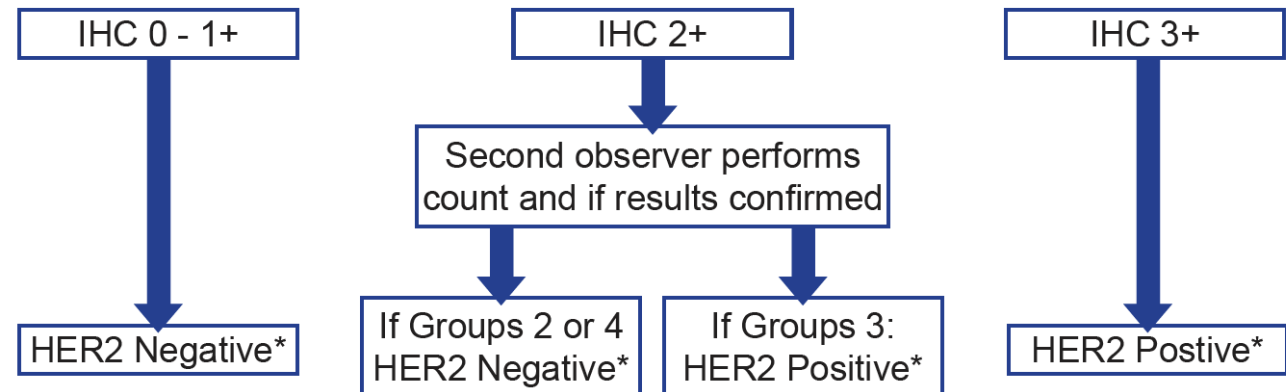 IHC 0 - 1+
IHC 2+
IHC 3+
Second observer performs
count and if results confirmed
HER2 Negative*
If Groups 2 or 4
HER2 Negative*
If Groups 3:
HER2 Positive*
HER2 Postive*